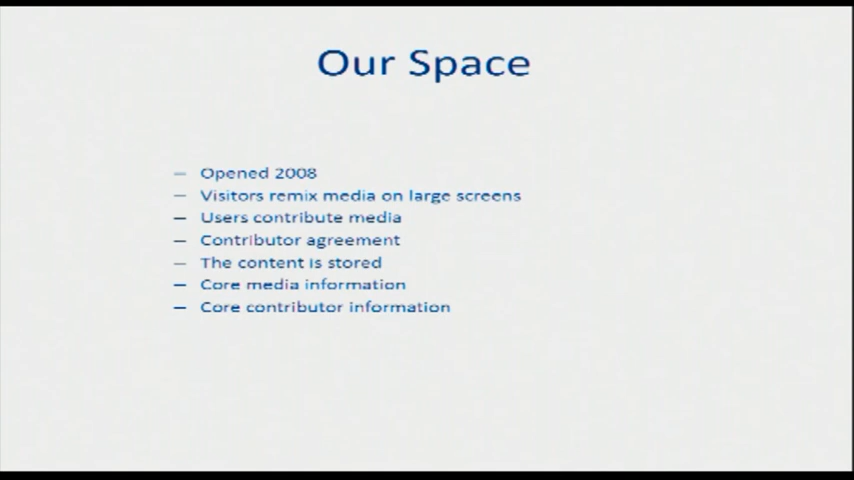 Our Space
– Opened 2008
– Visitors remix media on large screens
– Users contribute media
– Contributor agreement
– The content is stored
– Core media information
– Core contributor information